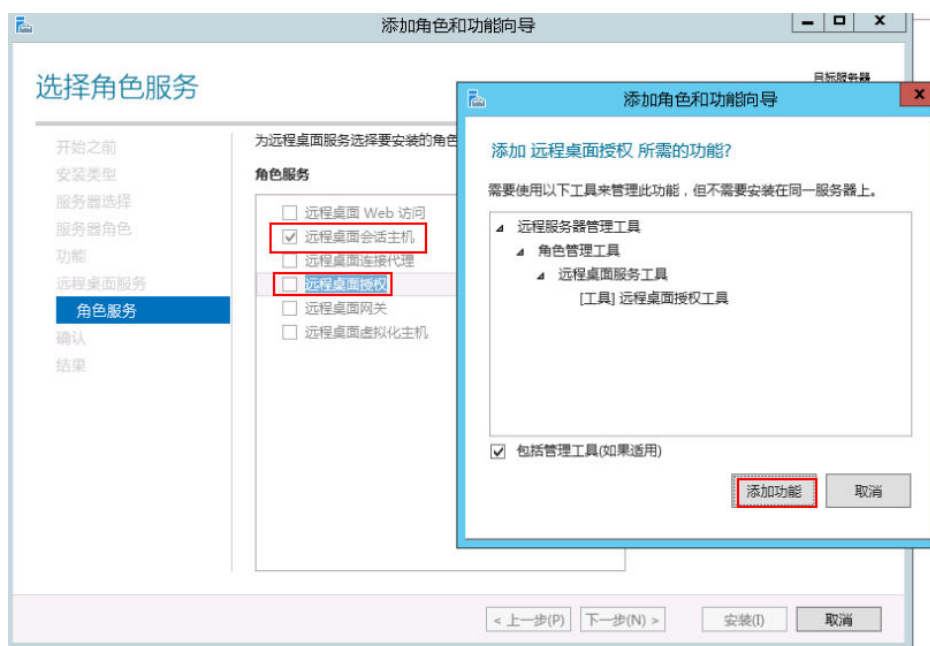 添加角色和功能向导
选择角色服务
目标服务器
开始之前
安装类型
服务器选择
服务器角色
功能
远程桌面服务
角色服务
确认
结果
为远程桌面服务选择要安装的角色
角色服务
远程桌面 Web 访问
远程桌面会话主机
远程桌面连接代理
远程桌面授权
远程桌面网关
远程桌面虚拟化主机
添加角色和功能向导
x
添加 远程桌面授权 所需的功能?
需要使用以下工具来管理此功能，但不需要安装在同一服务器上。
远程服务器管理工具
角色管理工具
远程桌面服务工具
[工具] 远程桌面授权工具
包括管理工具(如果适用)
添加功能
取消
< 上一步(P)
下一步(N) >
安装(I)
取消